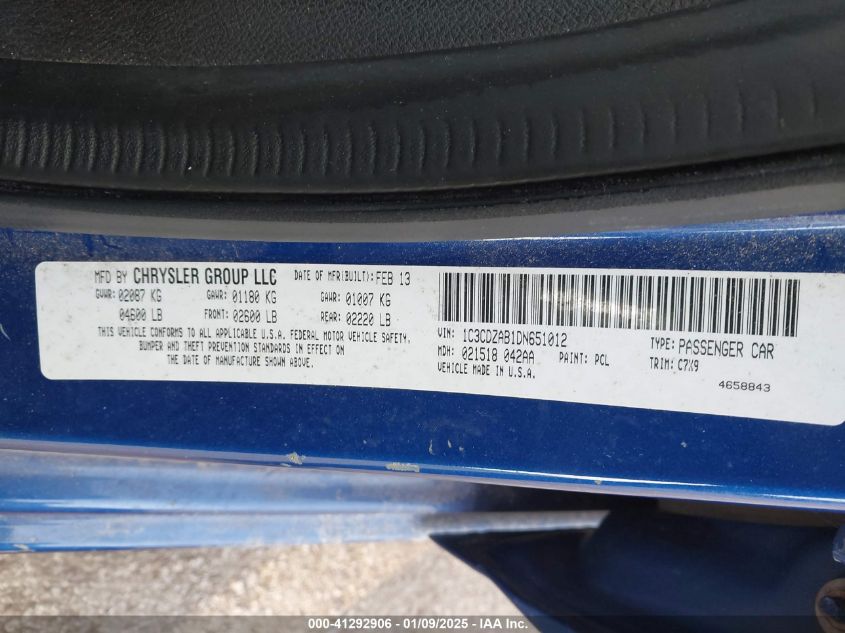 MFD BY CHRYSLER GROUP LLC DATE OF MFR(BUILT): FEB 13
GVWR: 02087 KG GAWR: 01180 KG GAWR: 01007 KG
04600 LB FRONT: 02600 LB REAR: 02220 LB
THIS VEHICLE CONFORMS TO ALL APPLICABLE U.S.A. FEDERAL MOTOR VEHICLE SAFETY,
BUMPER AND THEFT PREVENTION STANDARDS IN EFFECT ON
THE DATE OF MANUFACTURE SHOWN ABOVE.
VIN: 1C3CDZAB1DN651012 TYPE: PASSENGER CAR
MDH: 021518 042AA PAINT: PCL TRIM: C7X9
VEHICLE MADE IN U.S.A.
4658843
000-41292906 - 01/09/2025 - IAAI.COM